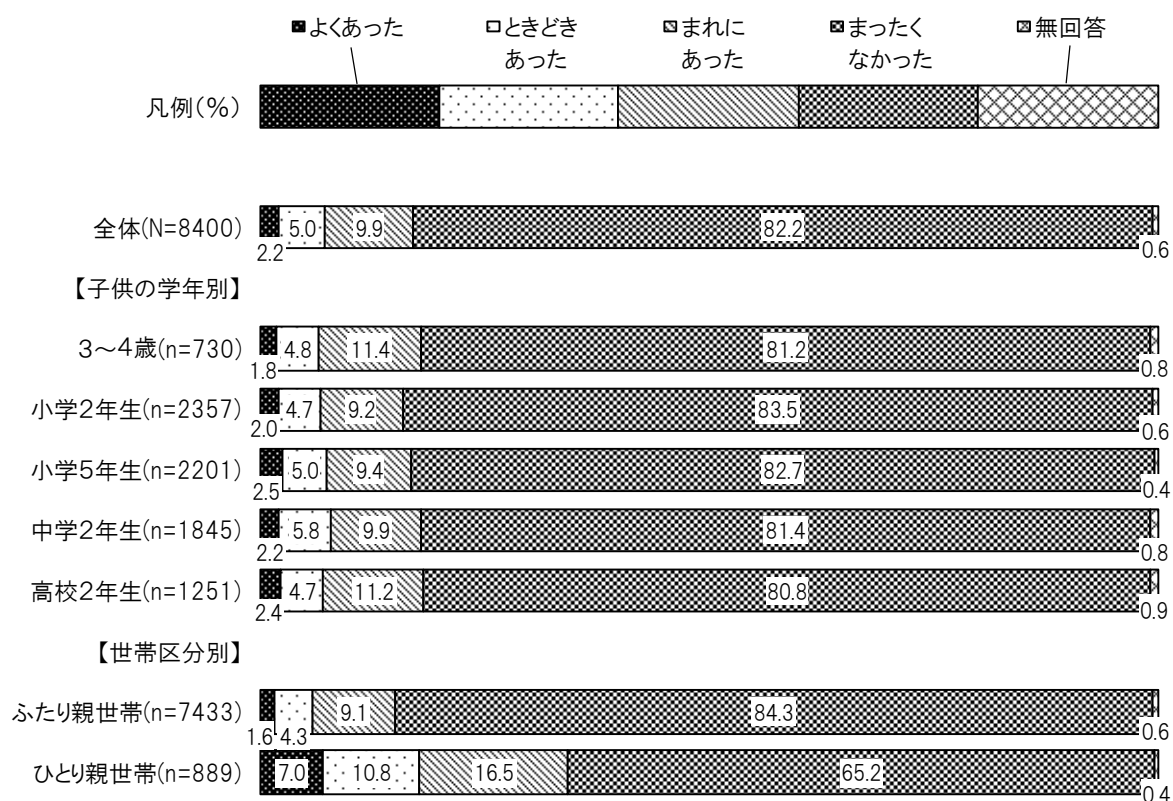 ■よくあった □ときどき まれに まったく 無回答
あった あった なかった
凡例(%)
全体(N=8400) 2.2 5.0 9.9 82.2 0.6
【子供の学年別】
3～4歳(n=730) 1.8 4.8 11.4 81.2 0.8
小学2年生(n=2357) 2.0 4.7 9.2 83.5 0.6
小学5年生(n=2201) 2.5 5.0 9.4 82.7 0.4
中学2年生(n=1845) 2.2 5.8 9.9 81.4 0.8
高校2年生(n=1251) 2.4 4.7 11.2 80.8 0.9
【世帯区分別】
ふたり親世帯(n=7433) 1.6 4.3 9.1 84.3 0.6
ひとり親世帯(n=889) 7.0 10.8 16.5 65.2 0.4